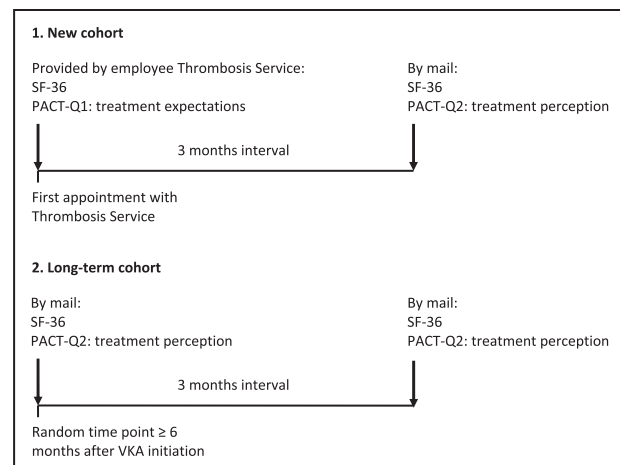 1. New cohort
Provided by employee Thrombosis Service:
SF-36
PACT-Q1: treatment expectations
By mail:
SF-36
PACT-Q2: treatment perception
3 months interval
First appointment with
Thrombosis Service
2. Long-term cohort
By mail:
SF-36
PACT-Q2: treatment perception
By mail:
SF-36
PACT-Q2: treatment perception
3 months interval
Random time point ≥ 6
months after VKA initiation